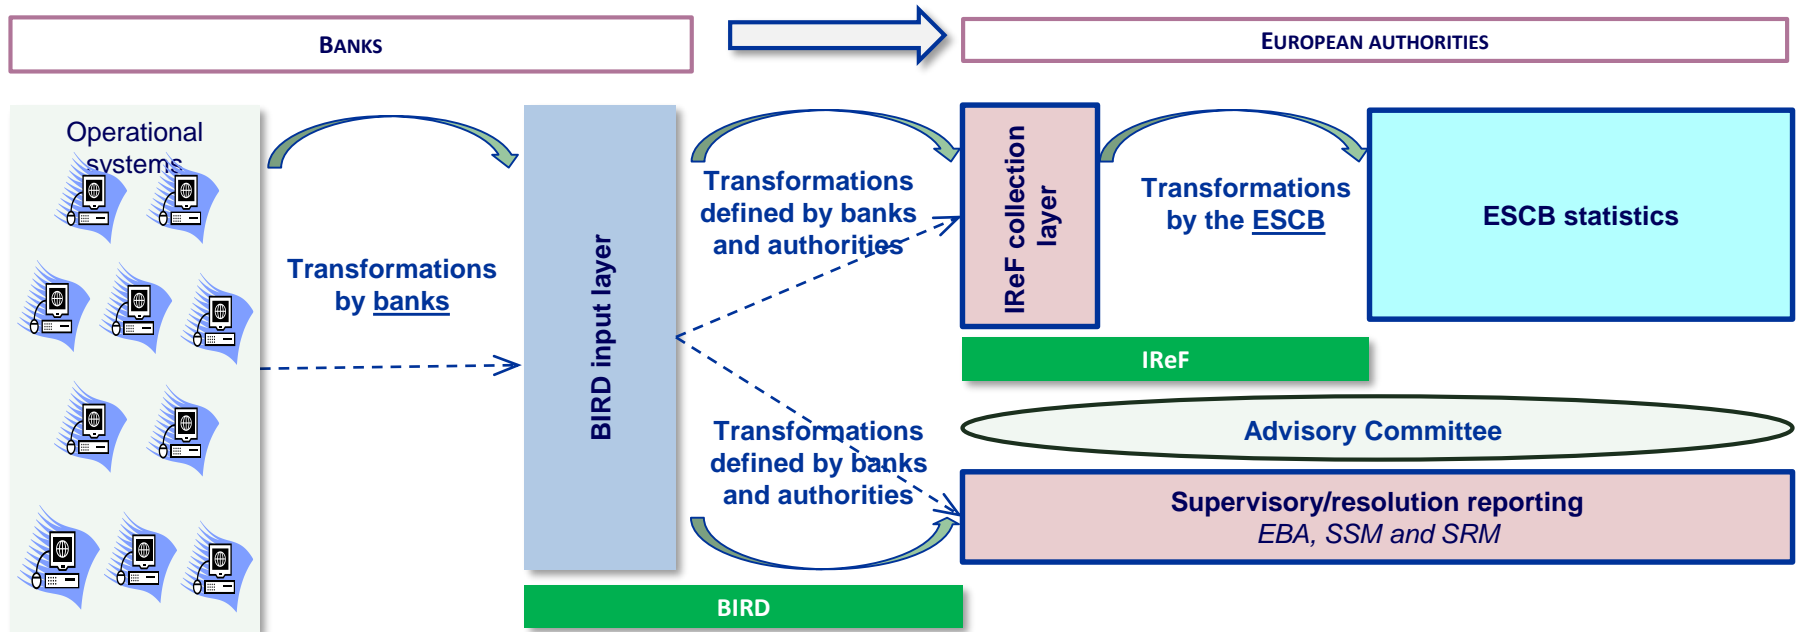 BANKS
EUROPEAN AUTHORITIES
Operational
systems
Transformations
by banks
BIRD input layer
Transformations
defined by banks
and authorities
IReF collection
layer
Transformations
by the ESCB
ESCB statistics
IReF
Advisory Committee
Transformations
defined by banks
and authorities
Supervisory/resolution reporting
EBA, SSM and SRM
BIRD